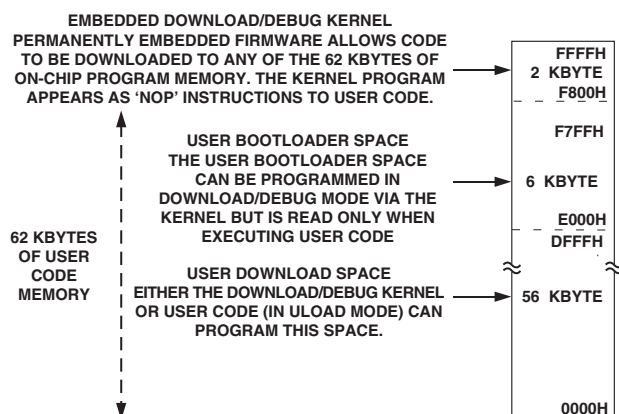 EMBEDDED DOWNLOAD/DEBUG KERNEL
PERMANENTLY EMBEDDED FIRMWARE ALLOWS CODE
TO BE DOWNLOADED TO ANY OF THE 62 KBYTES OF
ON-CHIP PROGRAM MEMORY. THE KERNEL PROGRAM
APPEARS AS ‘NOP’ INSTRUCTIONS TO USER CODE.
FFFFH
2 KBYTE
F800H
USER BOOTLOADER SPACE
THE USER BOOTLOADER SPACE
CAN BE PROGRAMMED IN
DOWNLOAD/DEBUG MODE VIA THE
KERNEL BUT IS READ ONLY WHEN
EXECUTING USER CODE
F7FFH
6 KBYTE
E000H
62 KBYTES
OF USER
CODE
MEMORY
USER DOWNLOAD SPACE
EITHER THE DOWNLOAD/DEBUG KERNEL
OR USER CODE (IN ULOAD MODE) CAN
PROGRAM THIS SPACE.
DFFFH
56 KBYTE
0000H